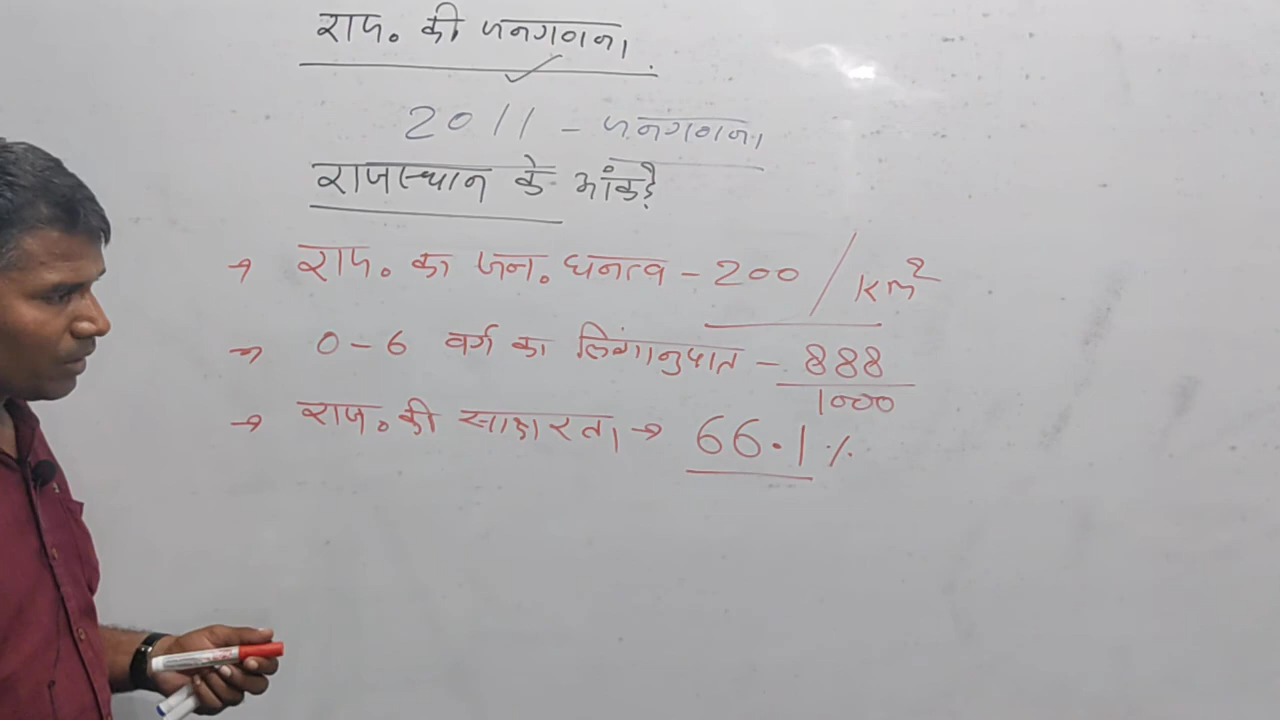 राज. की जनगणना
2011 - जनगणना
राजस्थान के आंकड़े
→ राज. का जन. घनत्व - 200 / km²
→ 0-6 वर्ग का लिंगानुपात - 888/1000
→ राज. की साक्षरता → 66.1%